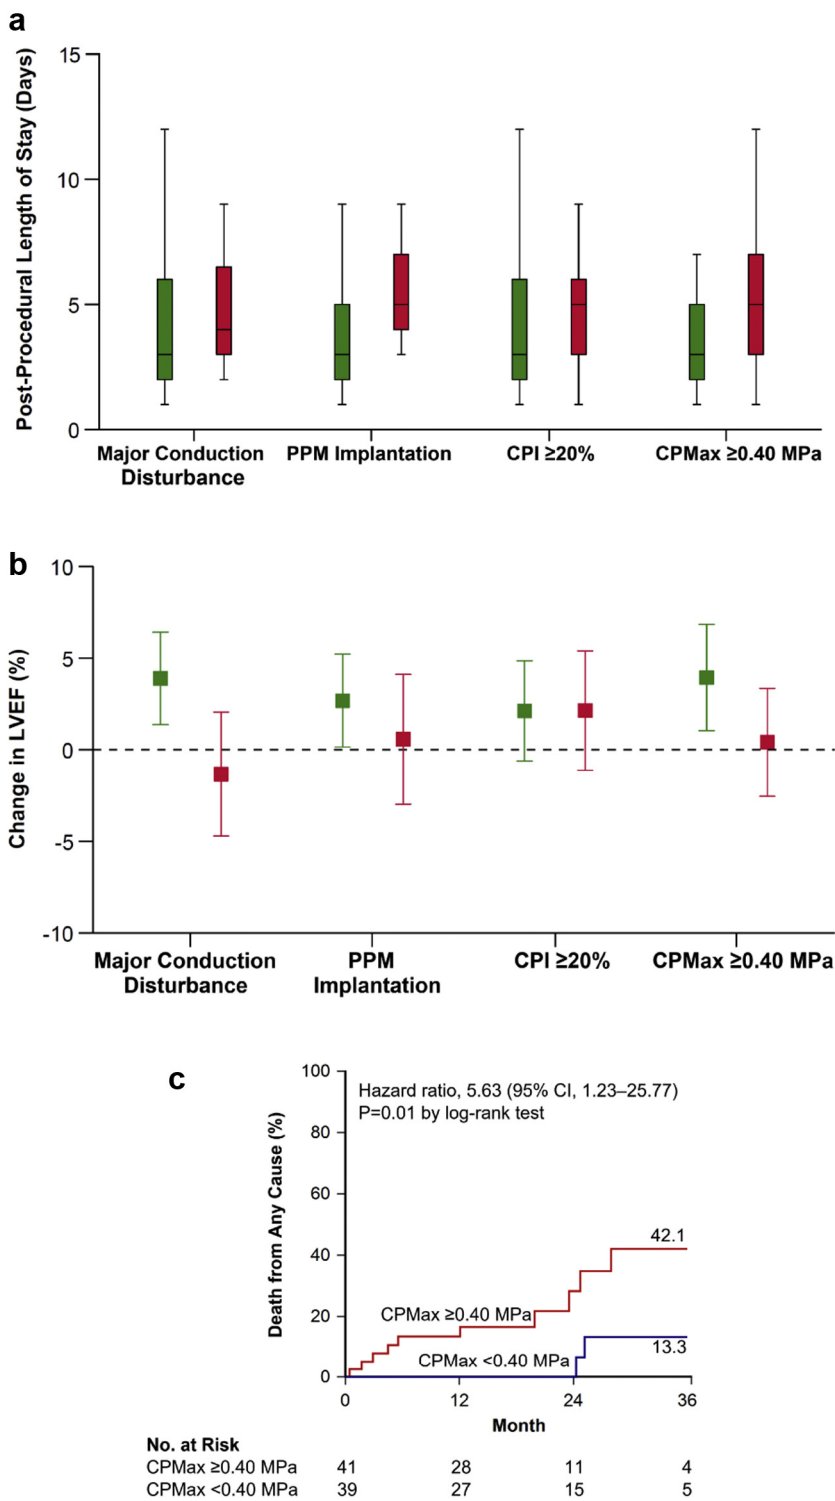 a
Post-Procedural Length of Stay (Days)
15
10
5
0
Major Conduction
Disturbance
PPM Implantation
CPI ≥20%
CPMax ≥0.40 MPa
b
Change in LVEF (%)
10
5
0
-5
-10
Major Conduction
Disturbance
PPM
Implantation
CPI ≥20%
CPMax ≥0.40 MPa
c
Death from Any Cause (%)
100
80
60
40
20
0
Hazard ratio, 5.63 (95% CI, 1.23–25.77)
P=0.01 by log-rank test
42.1
CPMax ≥0.40 MPa
13.3
CPMax <0.40 MPa
0 12 24 36
Month
No. at Risk
CPMax ≥0.40 MPa 41 28 11 4
CPMax <0.40 MPa 39 27 15 5